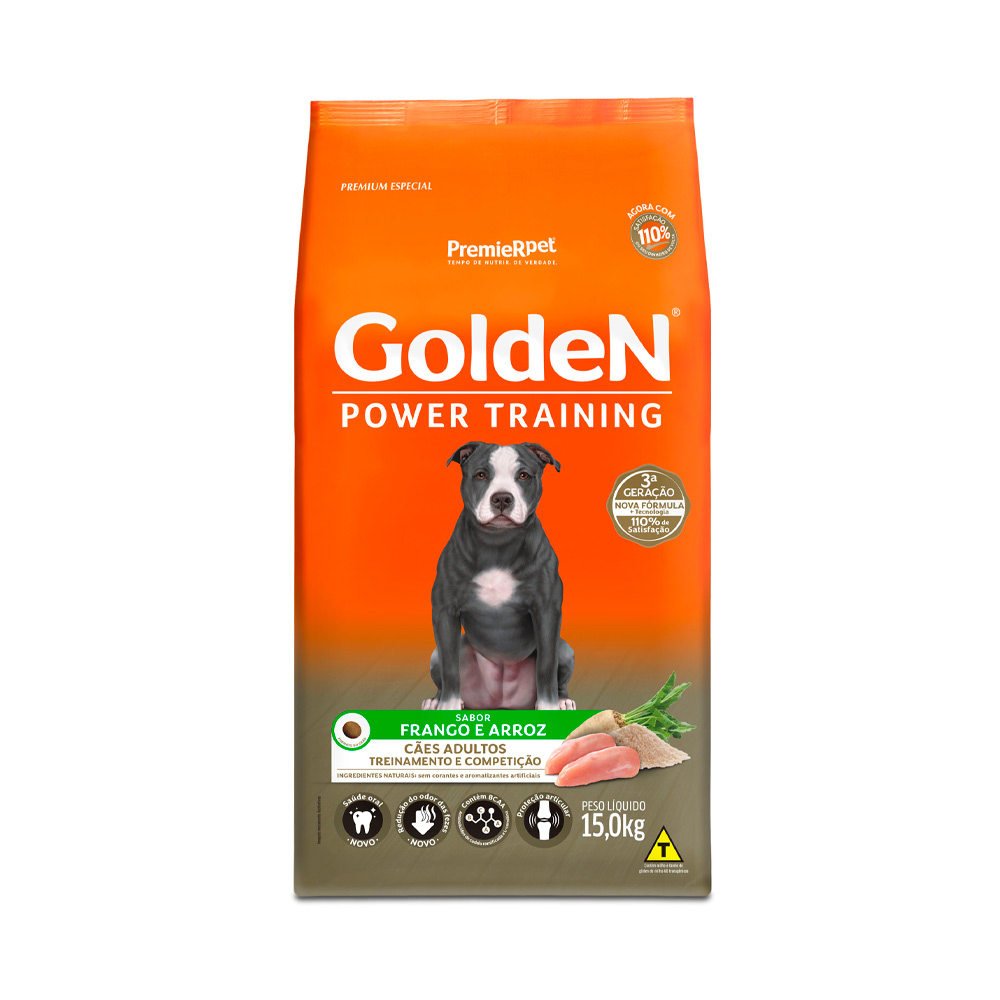 PREMIUM ESPECIAL
AGORA COM
SATISFAÇÃO
110%
PremieRpet®
TEMPO DE NUTRIR. DE VERDADE.
GoldeN®
POWER TRAINING
3ª
GERAÇÃO
NOVA FÓRMULA
+ Tecnologia
110% de
Satisfação
SABOR
FRANGO E ARROZ
CÃES ADULTOS
TREINAMENTO E COMPETIÇÃO
INGREDIENTES NATURAIS: sem corantes e aromatizantes artificiais
Saúde oral
• NOVO •
Redução do odor das fezes
• NOVO •
Contém BCAA
Proteção articular
PESO LÍQUIDO
15,0kg
T